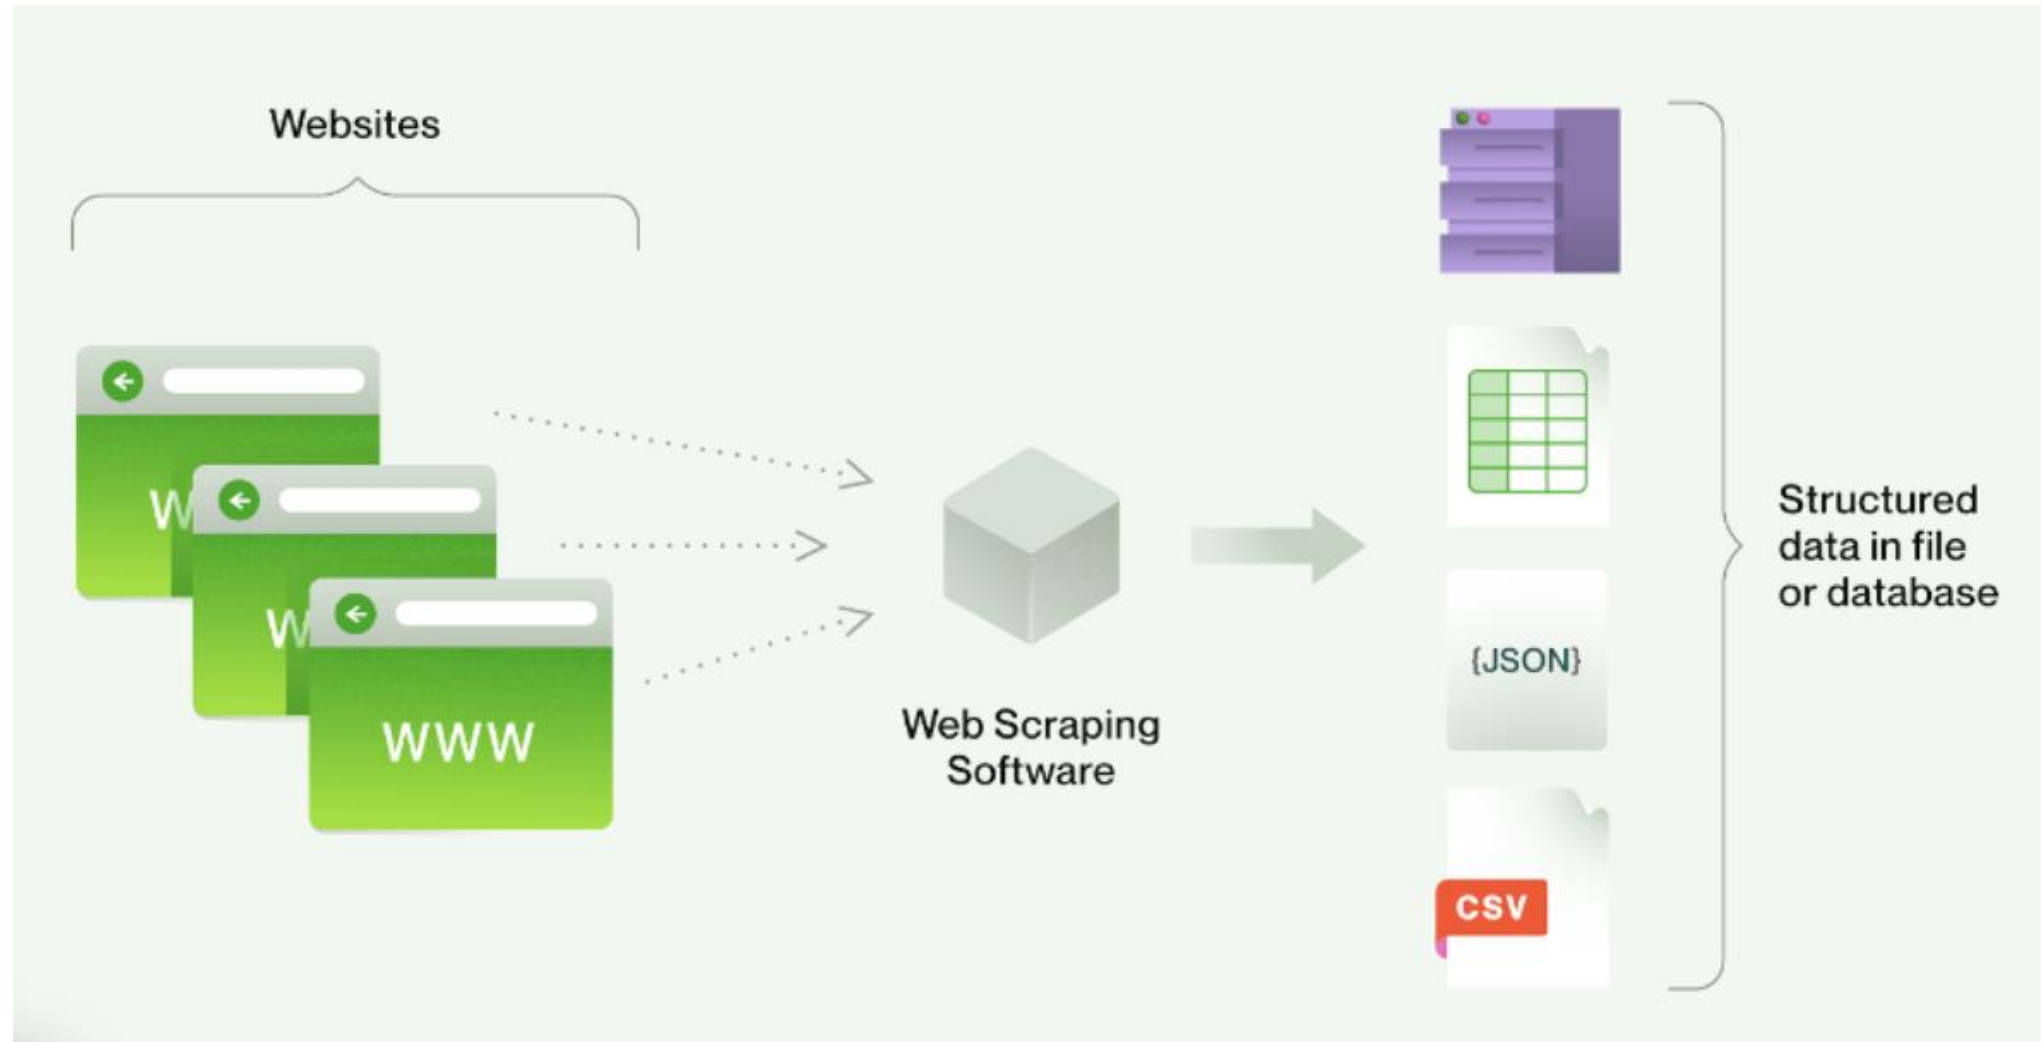 Websites
W
W
WWW
Web Scraping
Software
{JSON}
CSV
Structured
data in file
or database